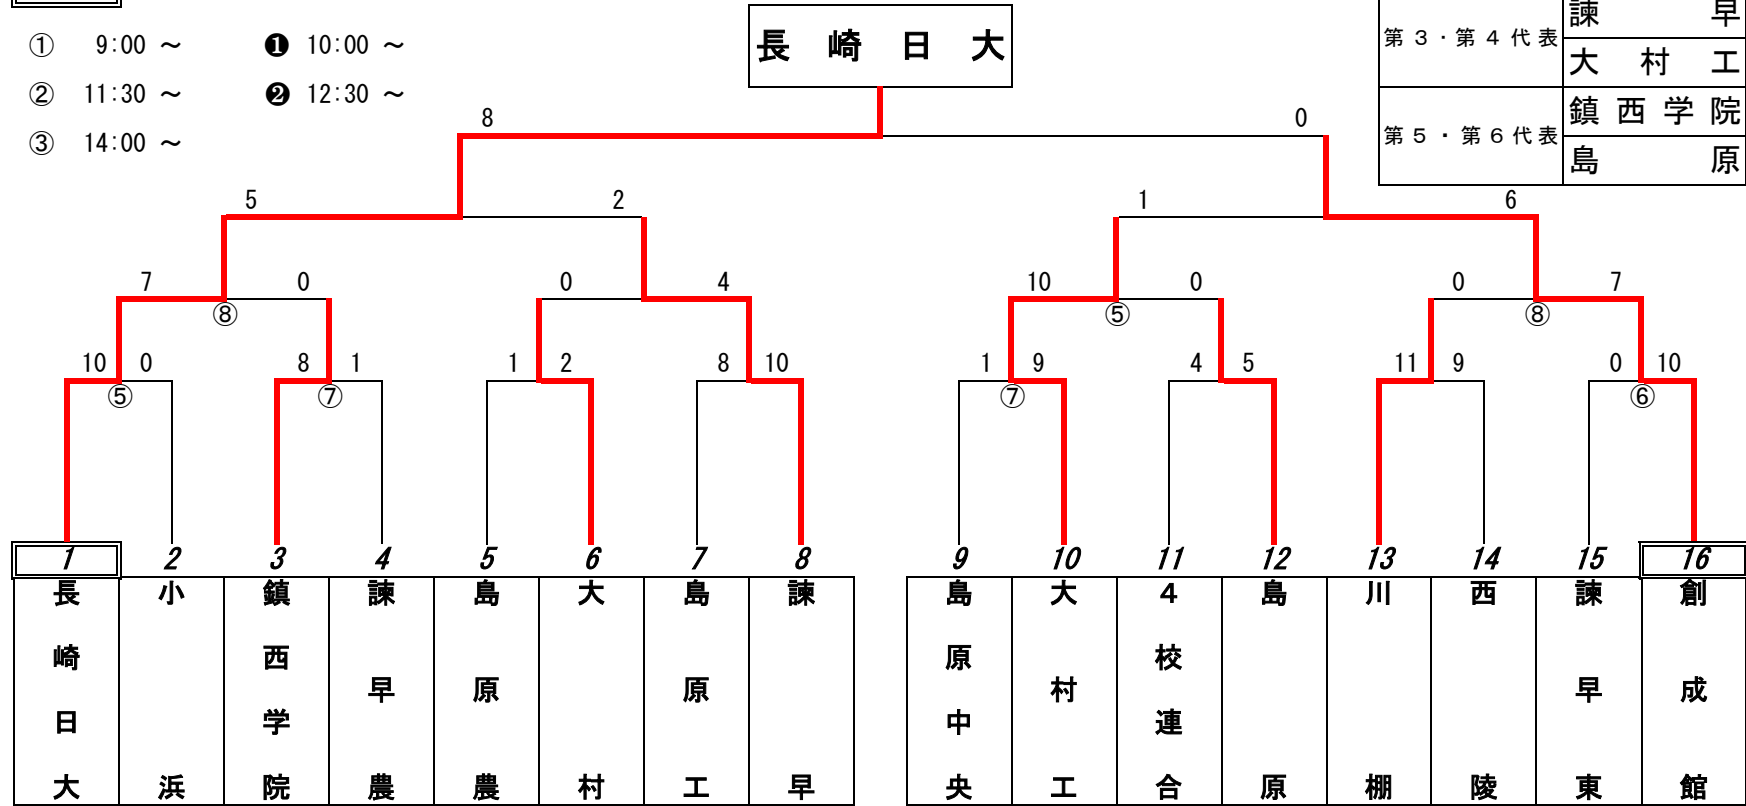 ① 9:00 ～ ❶ 10:00 ～
② 11:30 ～ ❷ 12:30 ～
③ 14:00 ～
長崎日大
第３・第４代表 諫早
大村工
第５・第６代表 鎮西学院
島原
8 0
5 2 1 6
7 0 0 4 10 0 0 7
⑧ ⑤ ⑧
10 0 8 1 1 2 8 10 1 9 4 5 11 9 0 10
⑤ ⑦ ⑦ ⑥
1 2 3 4 5 6 7 8 9 10 11 12 13 14 15 16
長崎日大
小浜
鎮西学院
諫早農
島原農
大村
島原工
諫早
島原中央
大村工
４校連合
島原
川棚
西陵
諫早東
創成館